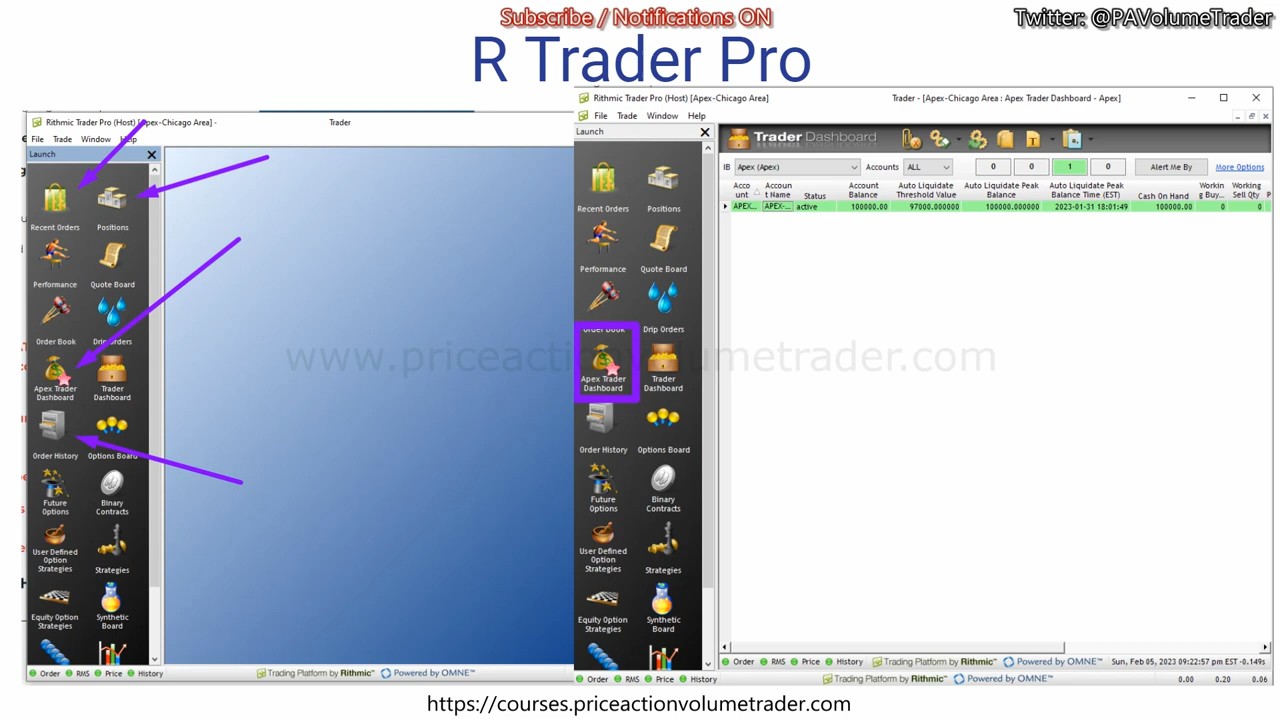 Subscribe / Notifications ON
Twitter: @PAVolumeTrader
R Trader Pro
Rithmic Trader Pro (Host) [Apex-Chicago Area] -
Trader
File Trade Window Help
Launch
Recent Orders
Positions
Performance
Quote Board
Order Book
Drip Orders
Apex Trader
Dashboard
Trader
Dashboard
Order History
Options Board
Future
Options
Binary
Contracts
User Defined
Option
Strategies
Strategies
Equity Option
Strategies
Synthetic
Board
Order RMS Price History
Trading Platform by Rithmic™
Powered by OMNE™
Rithmic Trader Pro (Host) [Apex-Chicago Area]
Trader - [Apex-Chicago Area : Apex Trader Dashboard - Apex]
File Trade Window Help
Launch
Recent Orders
Positions
Performance
Quote Board
Order Book
Drip Orders
Apex Trader
Dashboard
Trader
Dashboard
Order History
Options Board
Future
Options
Binary
Contracts
User Defined
Option
Strategies
Strategies
Equity Option
Strategies
Synthetic
Board
Trader Dashboard
IB Apex (Apex) Accounts ALL 0 0 1 0 Alert Me By More Options
Acco
unt
Accoun
t Name
Status
Account
Balance
Auto Liquidate
Threshold Value
Auto Liquidate Peak
Balance
Auto Liquidate Peak
Balance Time (EST)
Cash On Hand
Workin
g Buy...
Working
Sell Qty
P
APEX... APEX-... active 100000.00 97000.000000 100000.000000 2023-01-31 18:01:49 100000.00 0 0
Order RMS Price History Trading Platform by Rithmic™ Powered by OMNE™ Sun, Feb 05, 2023 09:22:57 pm EST -0.149s
Order RMS Price History Trading Platform by Rithmic™ Powered by OMNE™ 0.00 0.20 0.06
www.priceactionvolumetrader.com
https://courses.priceactionvolumetrader.com